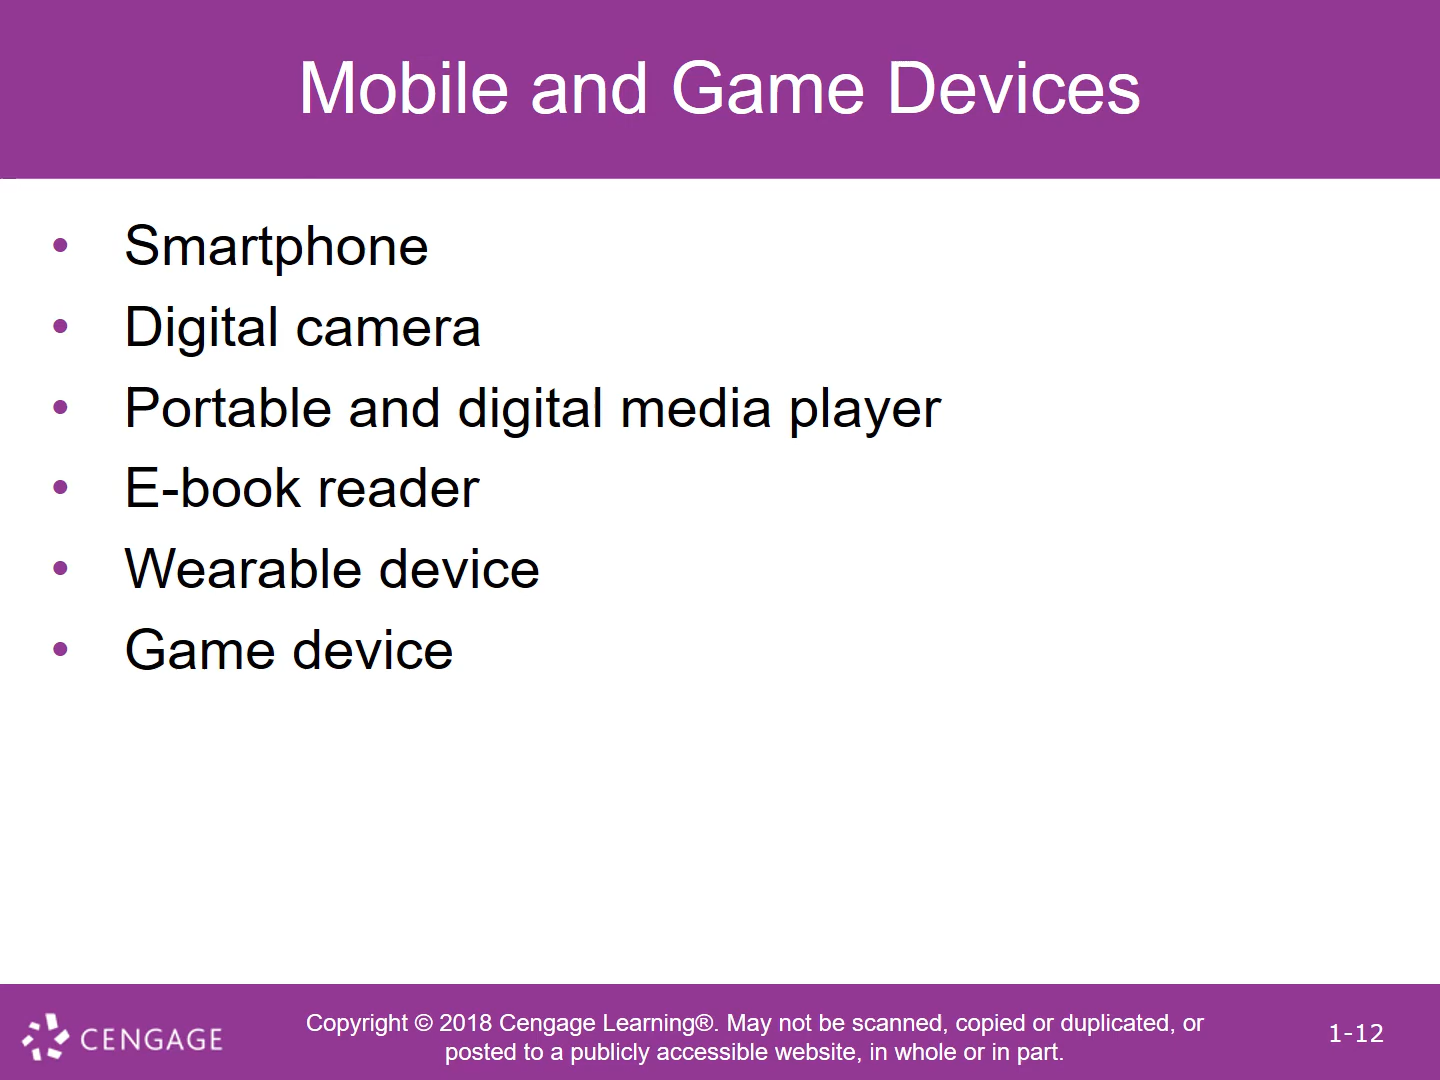 Mobile and Game Devices
• Smartphone
• Digital camera
• Portable and digital media player
• E-book reader
• Wearable device
• Game device
CENGAGE
Copyright © 2018 Cengage Learning®. May not be scanned, copied or duplicated, or
posted to a publicly accessible website, in whole or in part.
1-12